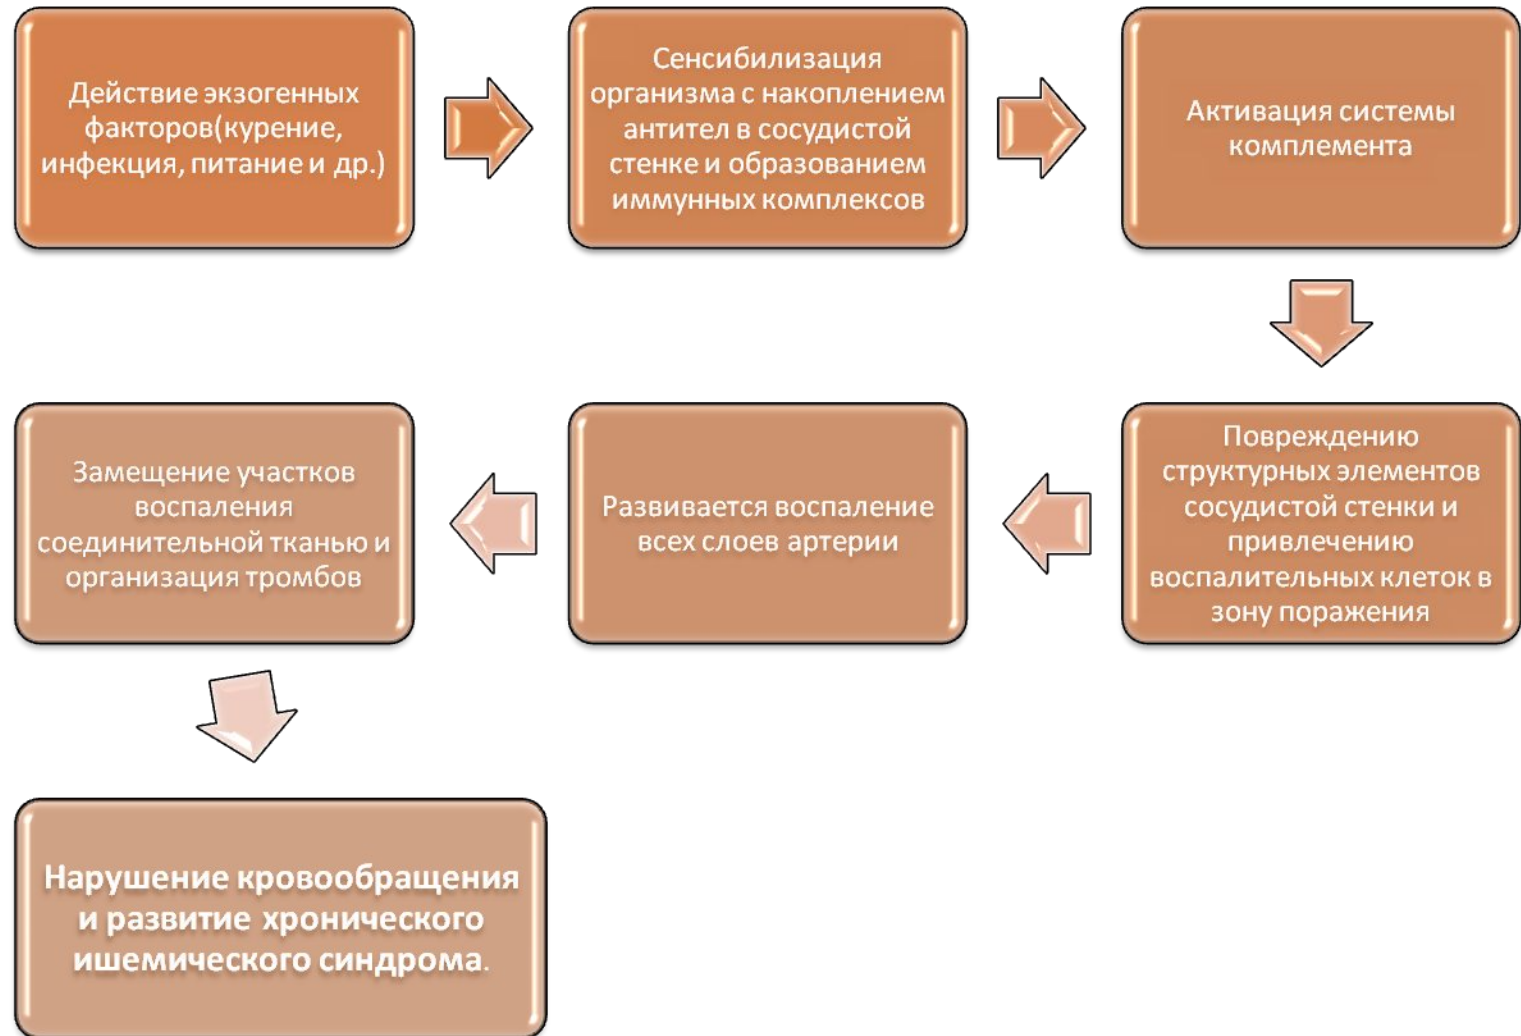 Действие экзогенных
факторов(курение,
инфекция, питание и др.)
Сенсибилизация
организма с накоплением
антител в сосудистой
стенке и образованием
иммунных комплексов
Активация системы
комплемента
Повреждению
структурных элементов
сосудистой стенки и
привлечению
воспалительных клеток в
зону поражения
Развивается воспаление
всех слоев артерии
Замещение участков
воспаления
соединительной тканью и
организация тромбов
Нарушение кровообращения
и развитие хронического
ишемического синдрома.